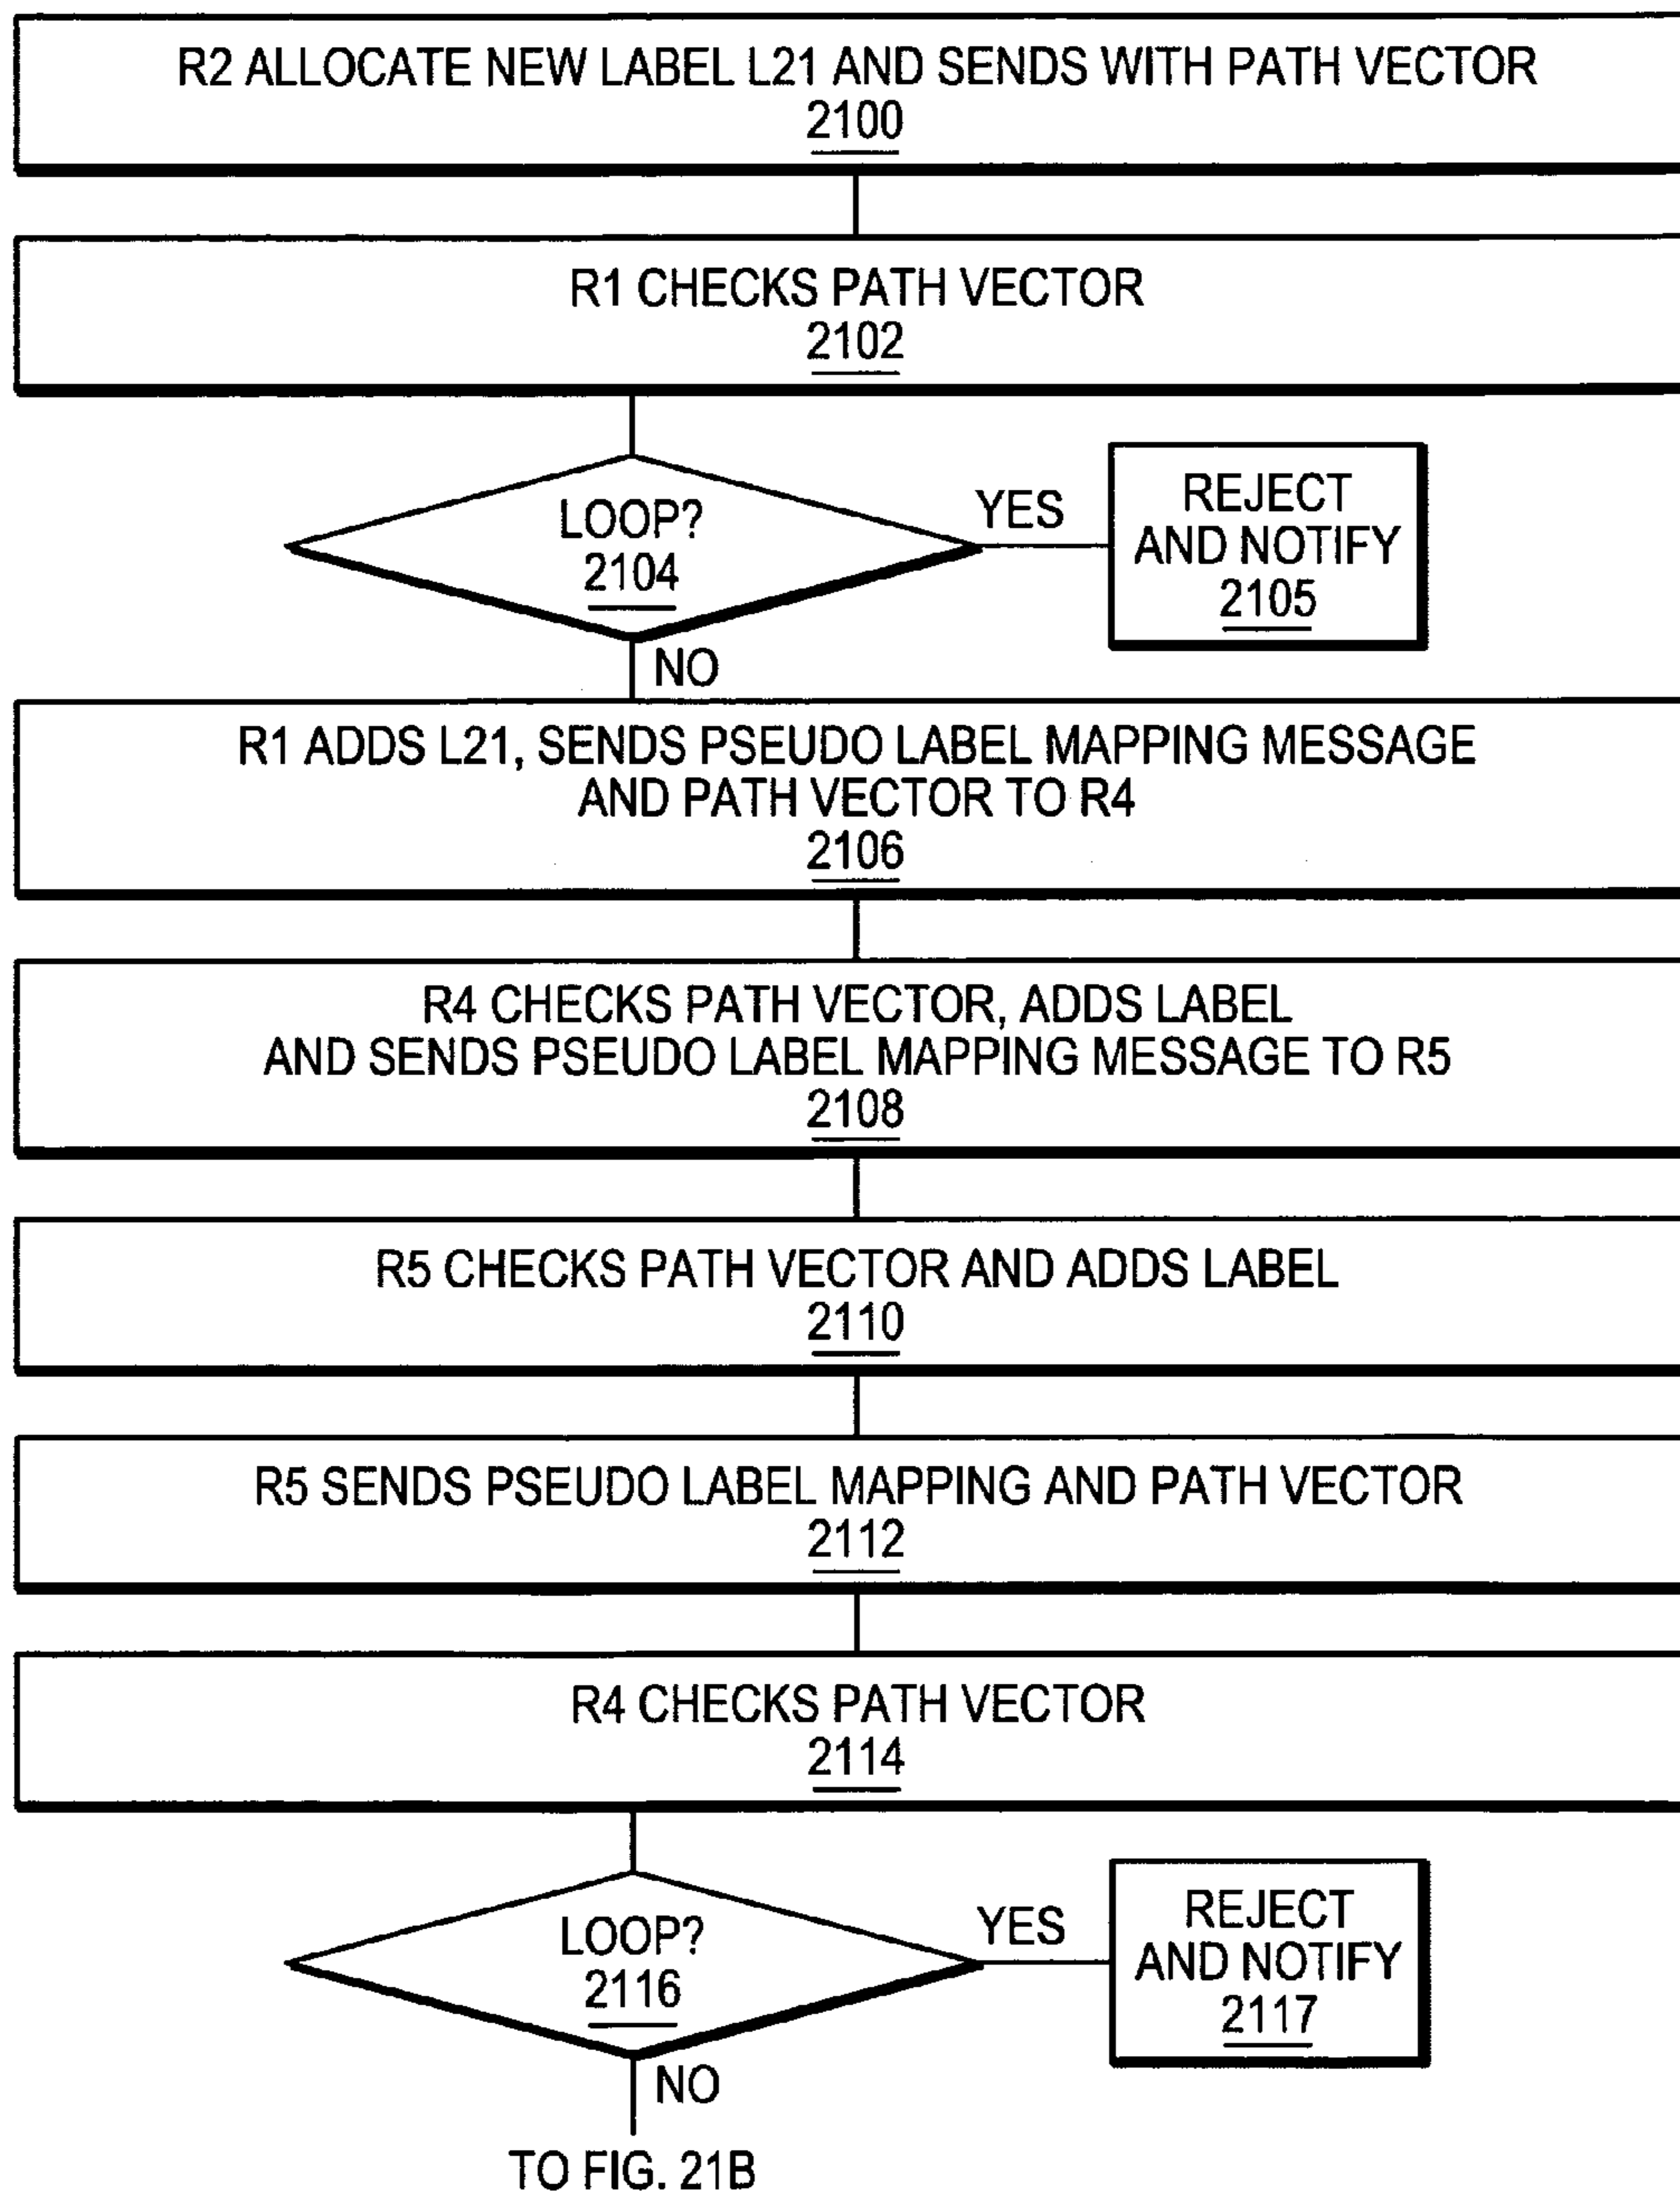 R2 ALLOCATE NEW LABEL L21 AND SENDS WITH PATH VECTOR
2100
R1 CHECKS PATH VECTOR
2102
LOOP?
2104
YES
REJECT
AND NOTIFY
2105
NO
R1 ADDS L21, SENDS PSEUDO LABEL MAPPING MESSAGE
AND PATH VECTOR TO R4
2106
R4 CHECKS PATH VECTOR, ADDS LABEL
AND SENDS PSEUDO LABEL MAPPING MESSAGE TO R5
2108
R5 CHECKS PATH VECTOR AND ADDS LABEL
2110
R5 SENDS PSEUDO LABEL MAPPING AND PATH VECTOR
2112
R4 CHECKS PATH VECTOR
2114
LOOP?
2116
YES
REJECT
AND NOTIFY
2117
NO
TO FIG. 21B